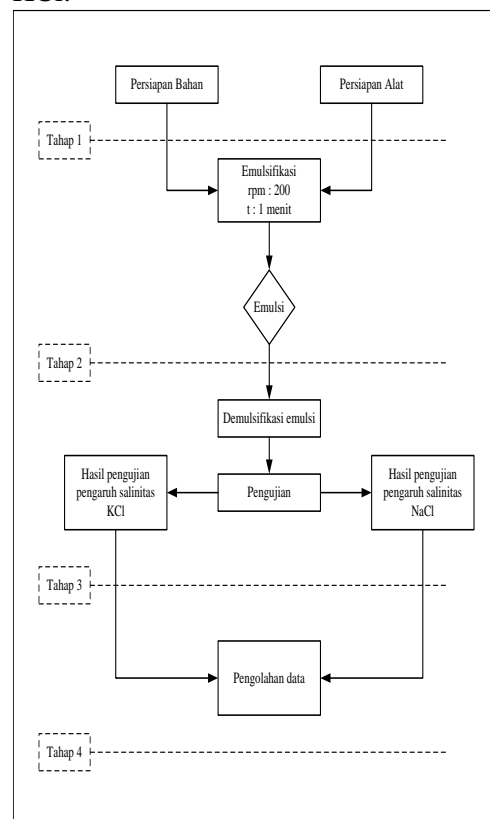 HCl.
Persiapan Bahan
Persiapan Alat
Tahap 1
Emulsifikasi
rpm : 200
t : 1 menit
Emulsi
Tahap 2
Demulsifikasi emulsi
Hasil pengujian
pengaruh salinitas
KCl
Pengujian
Hasil pengujian
pengaruh salinitas
NaCl
Tahap 3
Pengolahan data
Tahap 4